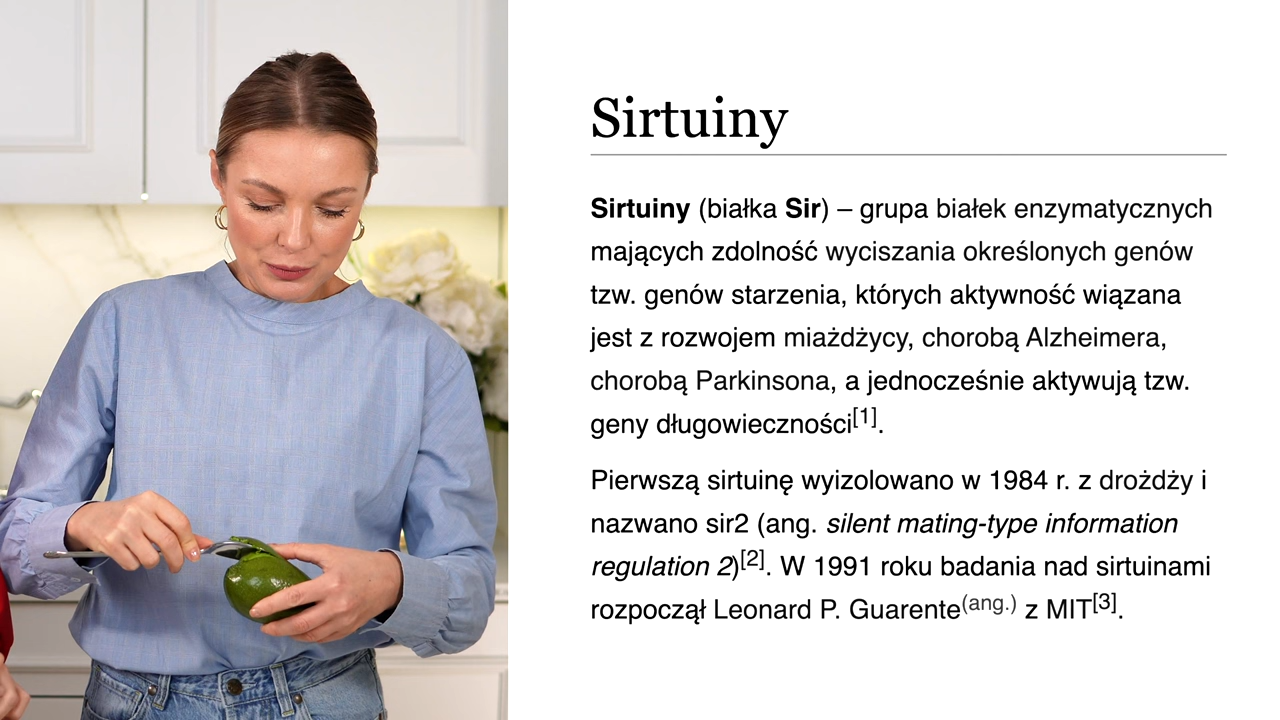 Sirtuiny
Sirtuiny (białka Sir) – grupa białek enzymatycznych
mających zdolność wyciszania określonych genów
tzw. genów starzenia, których aktywność wiązana
jest z rozwojem miażdżycy, chorobą Alzheimera,
chorobą Parkinsona, a jednocześnie aktywują tzw.
geny długowieczności[1].
Pierwszą sirtuinę wyizolowano w 1984 r. z drożdży i
nazwano sir2 (ang. silent mating-type information
regulation 2)[2]. W 1991 roku badania nad sirtuinami
rozpoczął Leonard P. Guarente(ang.) z MIT[3].